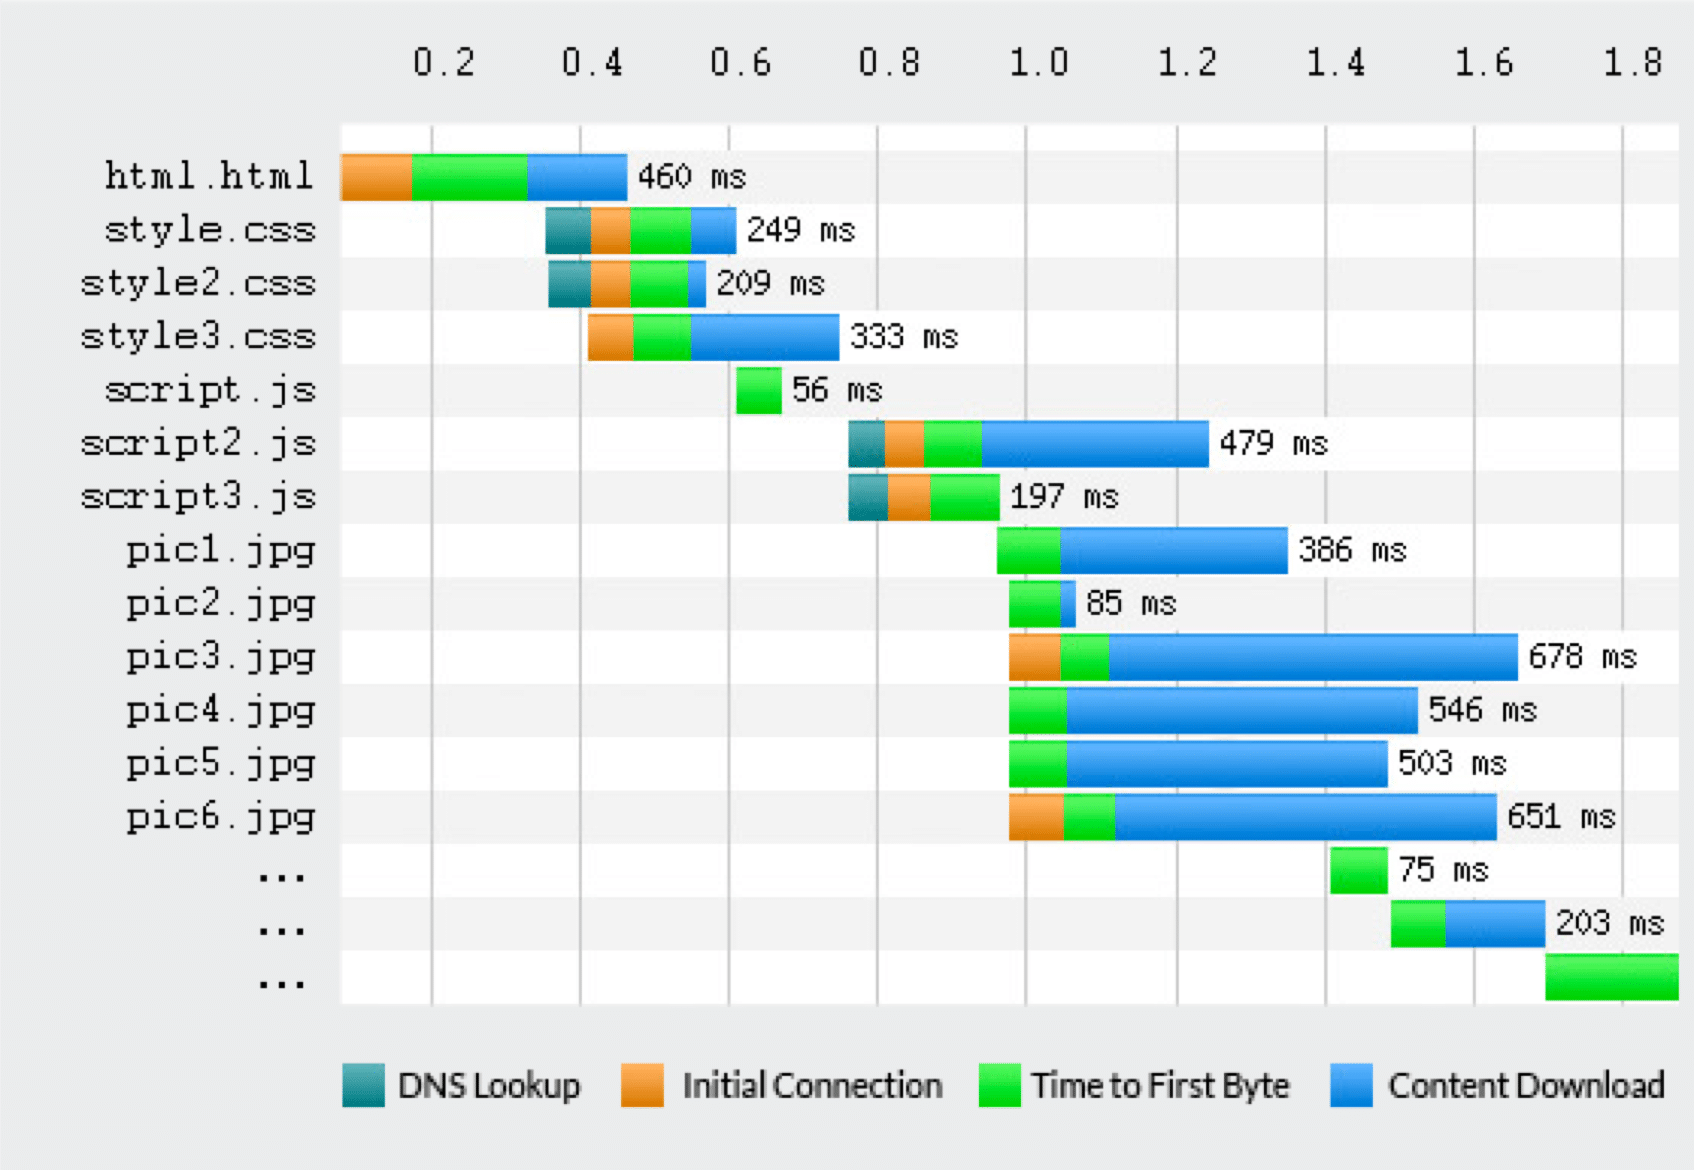 0.2 0.4 0.6 0.8 1.0 1.2 1.4 1.6 1.8
html.html 460 ms
style.css 249 ms
style2.css 209 ms
style3.css 333 ms
script.js 56 ms
script2.js 479 ms
script3.js 197 ms
pic1.jpg 386 ms
pic2.jpg 85 ms
pic3.jpg 678 ms
pic4.jpg 546 ms
pic5.jpg 503 ms
pic6.jpg 651 ms
... 75 ms
... 203 ms
...
DNS Lookup Initial Connection Time to First Byte Content Download